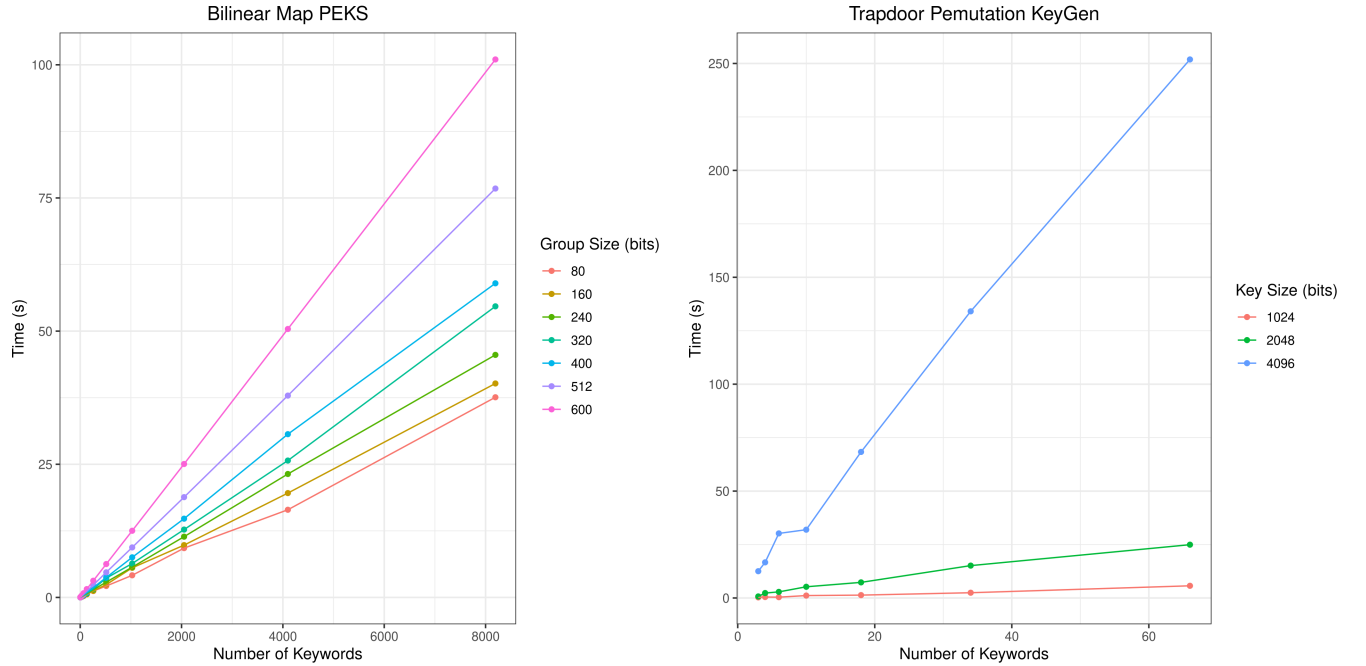 Bilinear Map PEKS
100
75
50
25
0
Time (s)
0 2000 4000 6000 8000
Number of Keywords
Group Size (bits)
80
160
240
320
400
512
600
Trapdoor Pemutation KeyGen
250
200
150
100
50
0
Time (s)
0 20 40 60
Number of Keywords
Key Size (bits)
1024
2048
4096